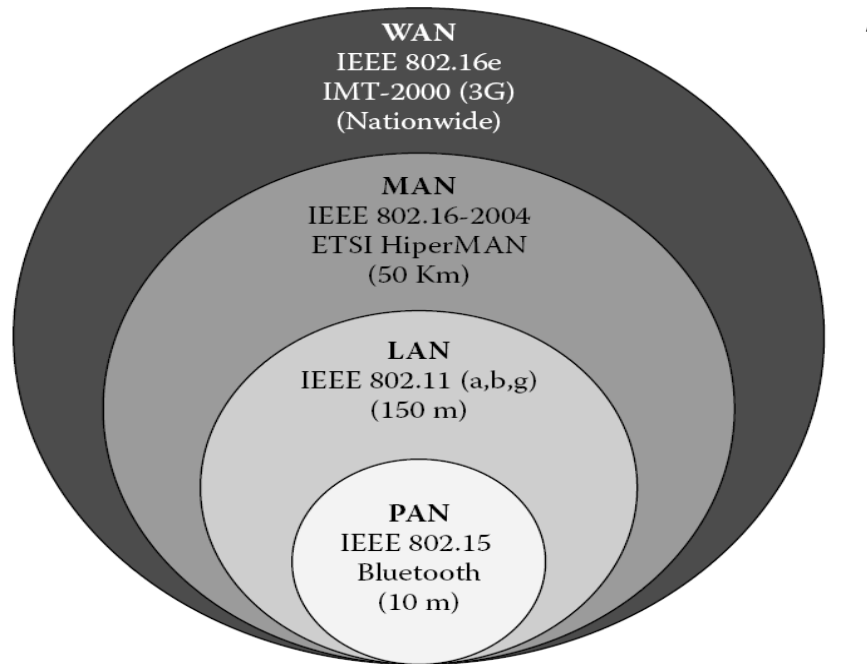 WAN
IEEE 802.16e
IMT-2000 (3G)
(Nationwide)
MAN
IEEE 802.16-2004
ETSI HiperMAN
(50 Km)
LAN
IEEE 802.11 (a,b,g)
(150 m)
PAN
IEEE 802.15
Bluetooth
(10 m)